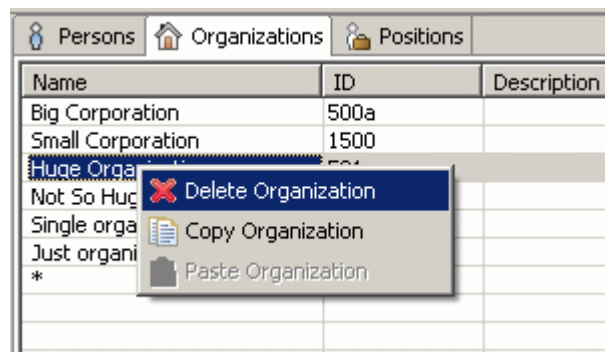 Persons Organizations Positions
Name ID Description
Big Corporation 500a
Small Corporation 1500
Huge
Not So Hug
Single orga
Just organi
*
Delete Organization
Copy Organization
Paste Organization